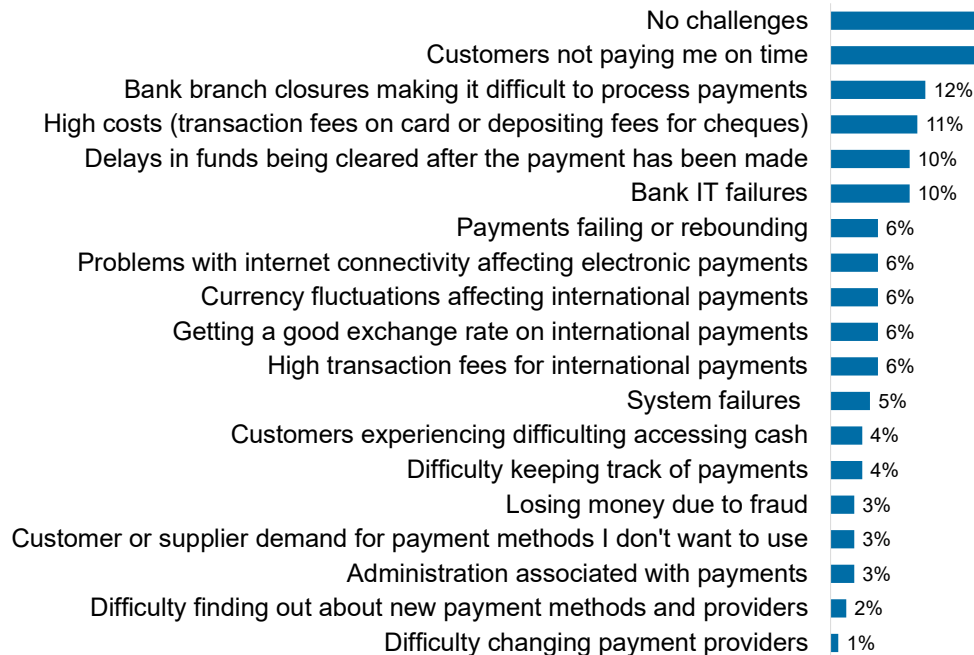 No challenges
Customers not paying me on time
Bank branch closures making it difficult to process payments 12%
High costs (transaction fees on card or depositing fees for cheques) 11%
Delays in funds being cleared after the payment has been made 10%
Bank IT failures 10%
Payments failing or rebounding 6%
Problems with internet connectivity affecting electronic payments 6%
Currency fluctuations affecting international payments 6%
Getting a good exchange rate on international payments 6%
High transaction fees for international payments 6%
System failures 5%
Customers experiencing difficulting accessing cash 4%
Difficulty keeping track of payments 4%
Losing money due to fraud 3%
Customer or supplier demand for payment methods I don't want to use 3%
Administration associated with payments 3%
Difficulty finding out about new payment methods and providers 2%
Difficulty changing payment providers 1%